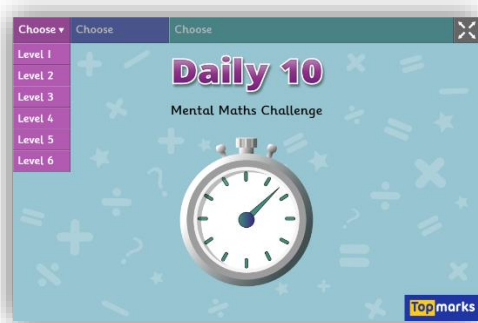 Choose ▾ Choose Choose
Level 1
Level 2
Level 3
Level 4
Level 5
Level 6
Daily 10
Mental Maths Challenge
Topmarks